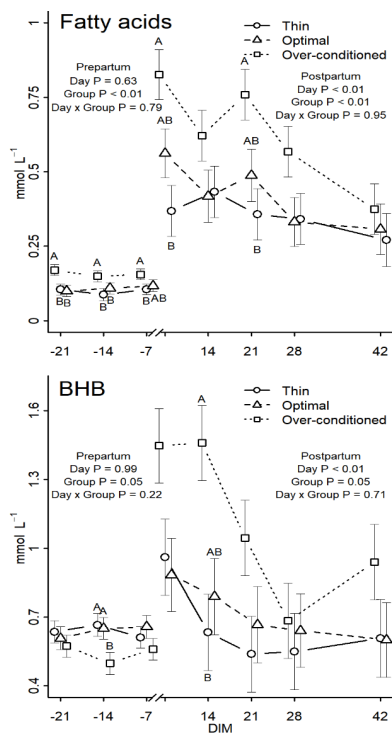 Fatty acids
Thin
Optimal
Over-conditioned
Prepartum
Day P = 0.63
Group P < 0.01
Day x Group P = 0.79
Postpartum
Day P < 0.01
Group P < 0.01
Day x Group P = 0.95
mmol L⁻¹
1
0.75
0.5
0.25
0
A
A
AB
AB
B
B
A
A
A
B
B
B
B
B
AB
-21
-14
-7
14
21
28
42
BHB
Thin
Optimal
Over-conditioned
Prepartum
Day P = 0.99
Group P = 0.05
Day x Group P = 0.22
Postpartum
Day P < 0.01
Group P = 0.05
Day x Group P = 0.71
mmol L⁻¹
1.6
1.3
1
0.7
0.4
A
AB
A
A
B
B
-21
-14
-7
14
21
28
42
DIM